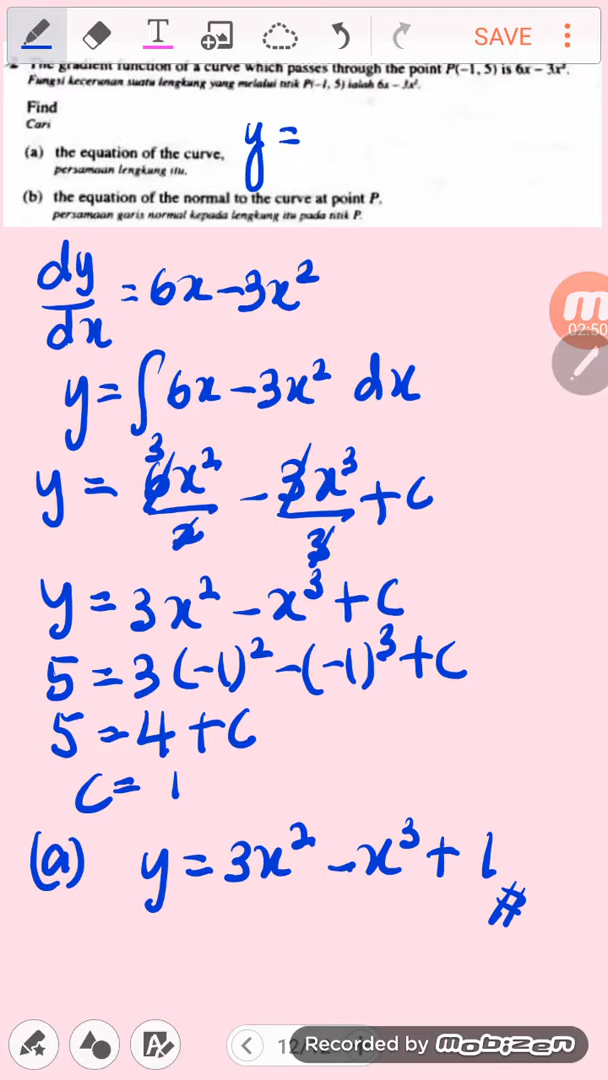 T
SAVE
2 The gradient function of a curve which passes through the point P(−1, 5) is 6x − 3x².
Fungsi kecerunan suatu lengkung yang melalui titik P(−1, 5) ialah 6x − 3x².
Find
Cari
(a) the equation of the curve,
persamaan lengkung itu,
y =
(b) the equation of the normal to the curve at point P.
persamaan garis normal kepada lengkung itu pada titik P.
dy/dx = 6x − 3x²
02:50
y = ∫ 6x − 3x² dx
3
y = 6x²/2 − 3x³/3 + c
y = 3x² − x³ + c
5 = 3(−1)² − (−1)³ + c
5 = 4 + c
c = 1
(a) y = 3x² − x³ + 1 #
A
12/
Recorded by mobizen